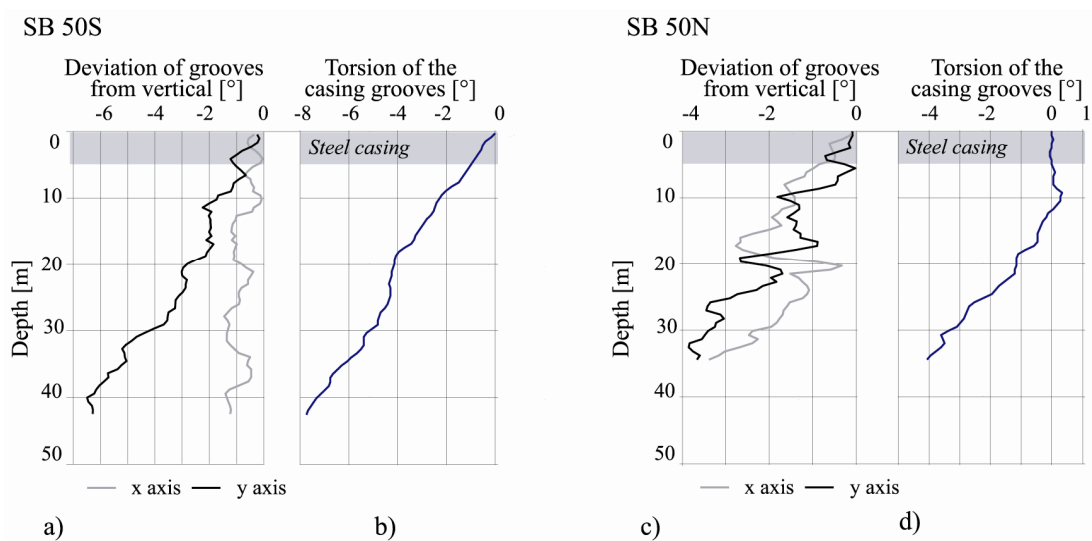 SB 50S
SB 50N
Deviation of grooves
from vertical [°]
-6 -4 -2 0
Torsion of the
casing grooves [°]
-8 -6 -4 -2 0
Deviation of grooves
from vertical [°]
-4 -2 0
Torsion of the
casing grooves [°]
-4 -2 0 1
Steel casing
Steel casing
Depth [m]
0
10
20
30
40
50
Depth [m]
0
10
20
30
40
50
x axis y axis
x axis y axis
a)
b)
c)
d)